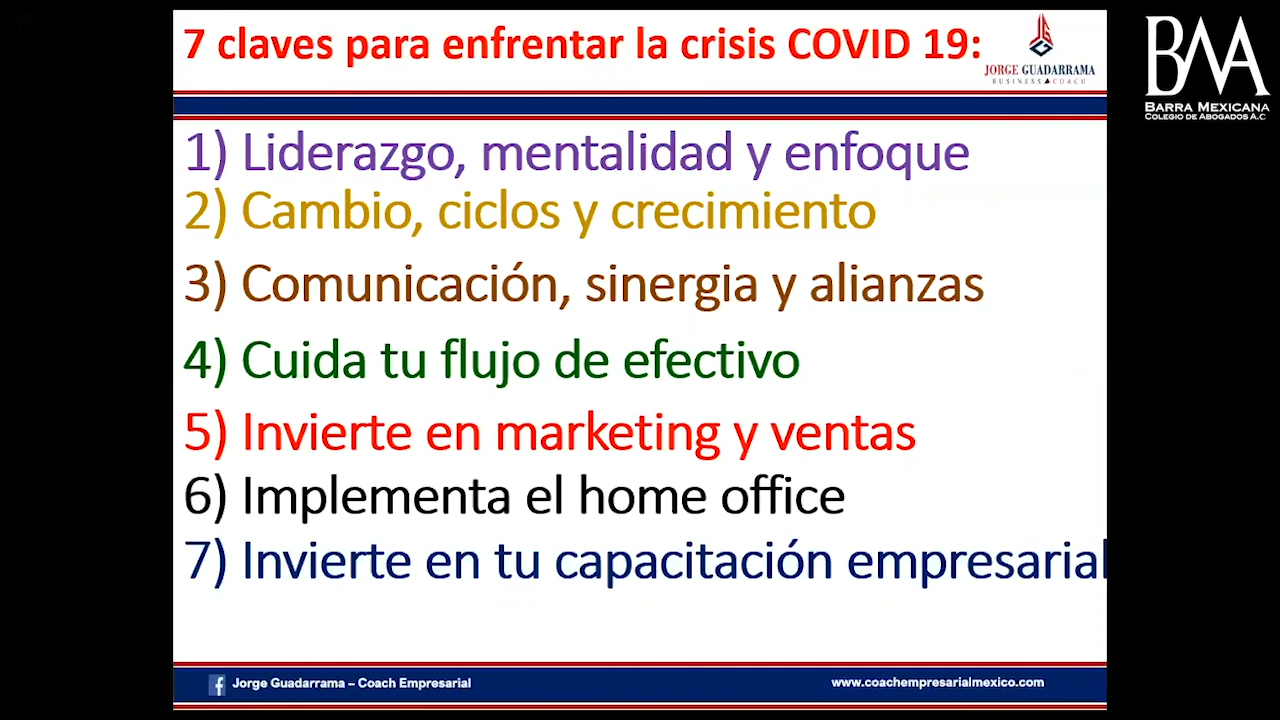 7 claves para enfrentar la crisis COVID 19:
JORGE GUADARRAMA
BUSINESS COACH
BMA
BARRA MEXICANA
COLEGIO DE ABOGADOS A.C
1) Liderazgo, mentalidad y enfoque
2) Cambio, ciclos y crecimiento
3) Comunicación, sinergia y alianzas
4) Cuida tu flujo de efectivo
5) Invierte en marketing y ventas
6) Implementa el home office
7) Invierte en tu capacitación empresarial
Jorge Guadarrama – Coach Empresarial
www.coachempresarialmexico.com